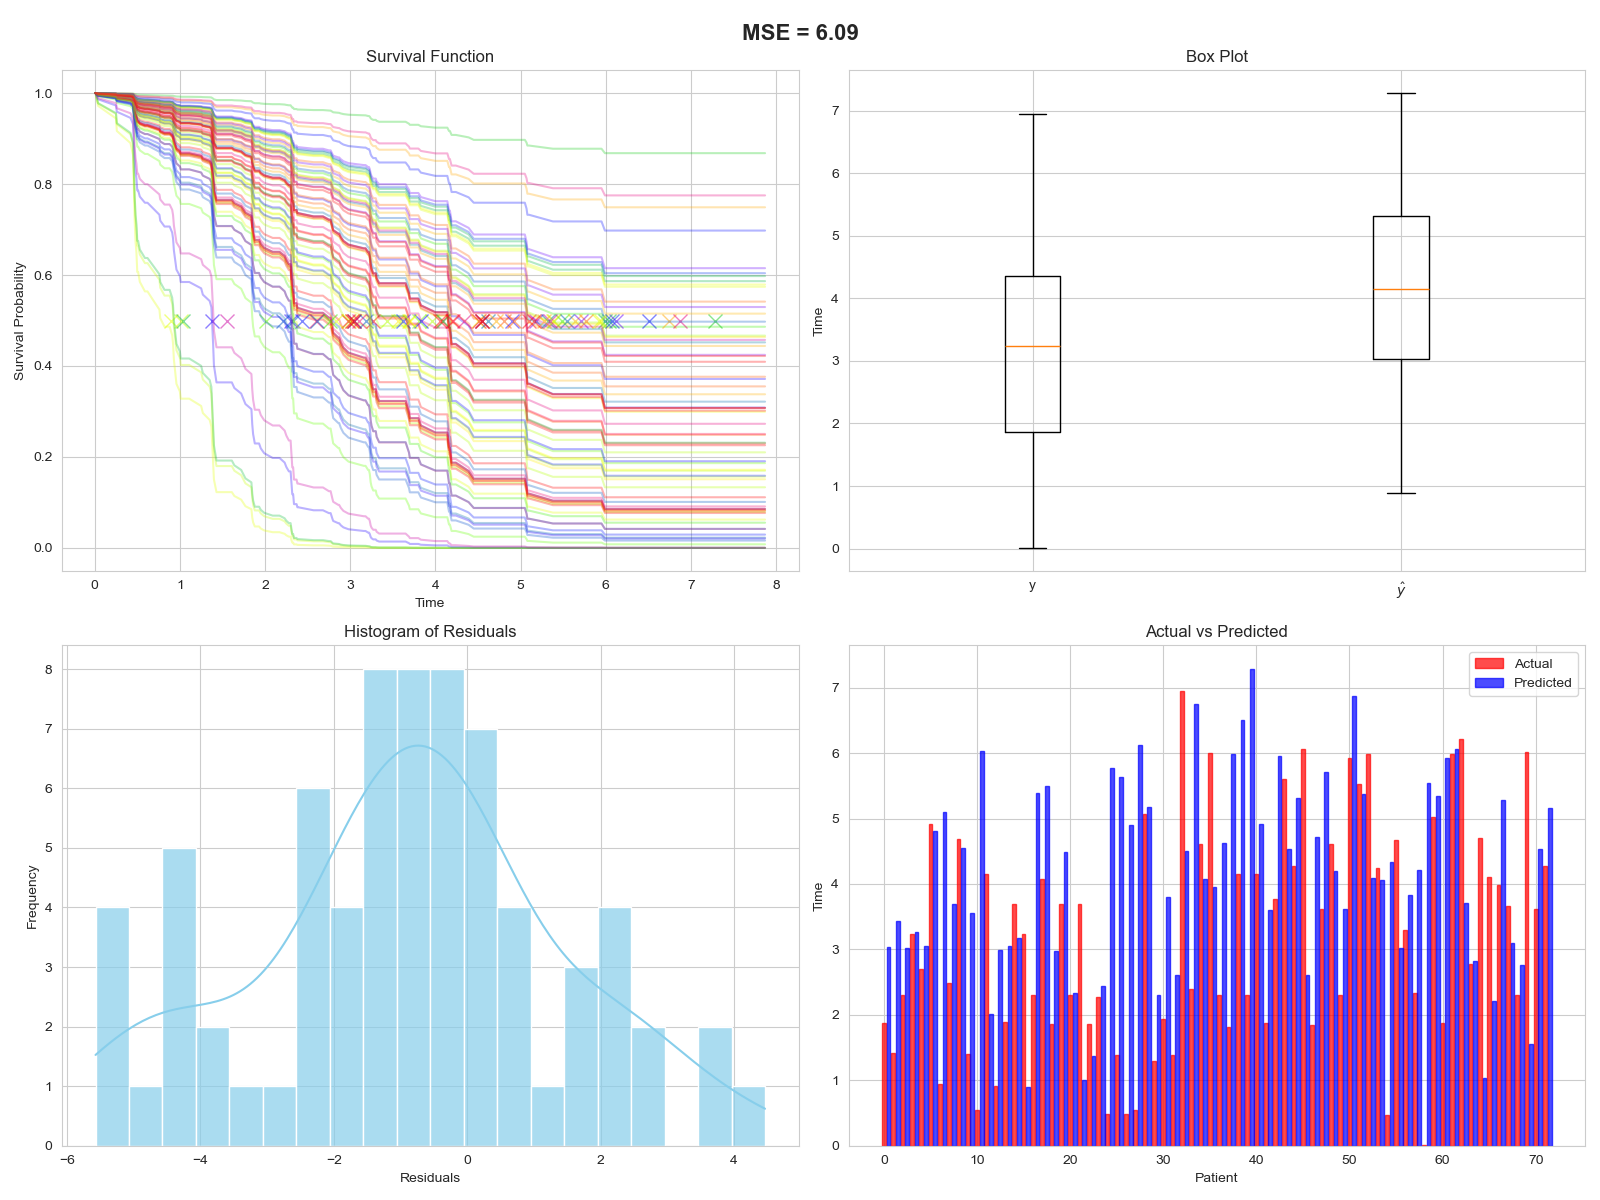 MSE = 6.09
Survival Function
Survival Probability
1.0
0.8
0.6
0.4
0.2
0.0
0 1 2 3 4 5 6 7 8
Time
Box Plot
Time
7
6
5
4
3
2
1
0
y ŷ
Histogram of Residuals
Frequency
8
7
6
5
4
3
2
1
0
−6 −4 −2 0 2 4
Residuals
Actual vs Predicted
Actual
Predicted
Time
7
6
5
4
3
2
1
0
0 10 20 30 40 50 60 70
Patient